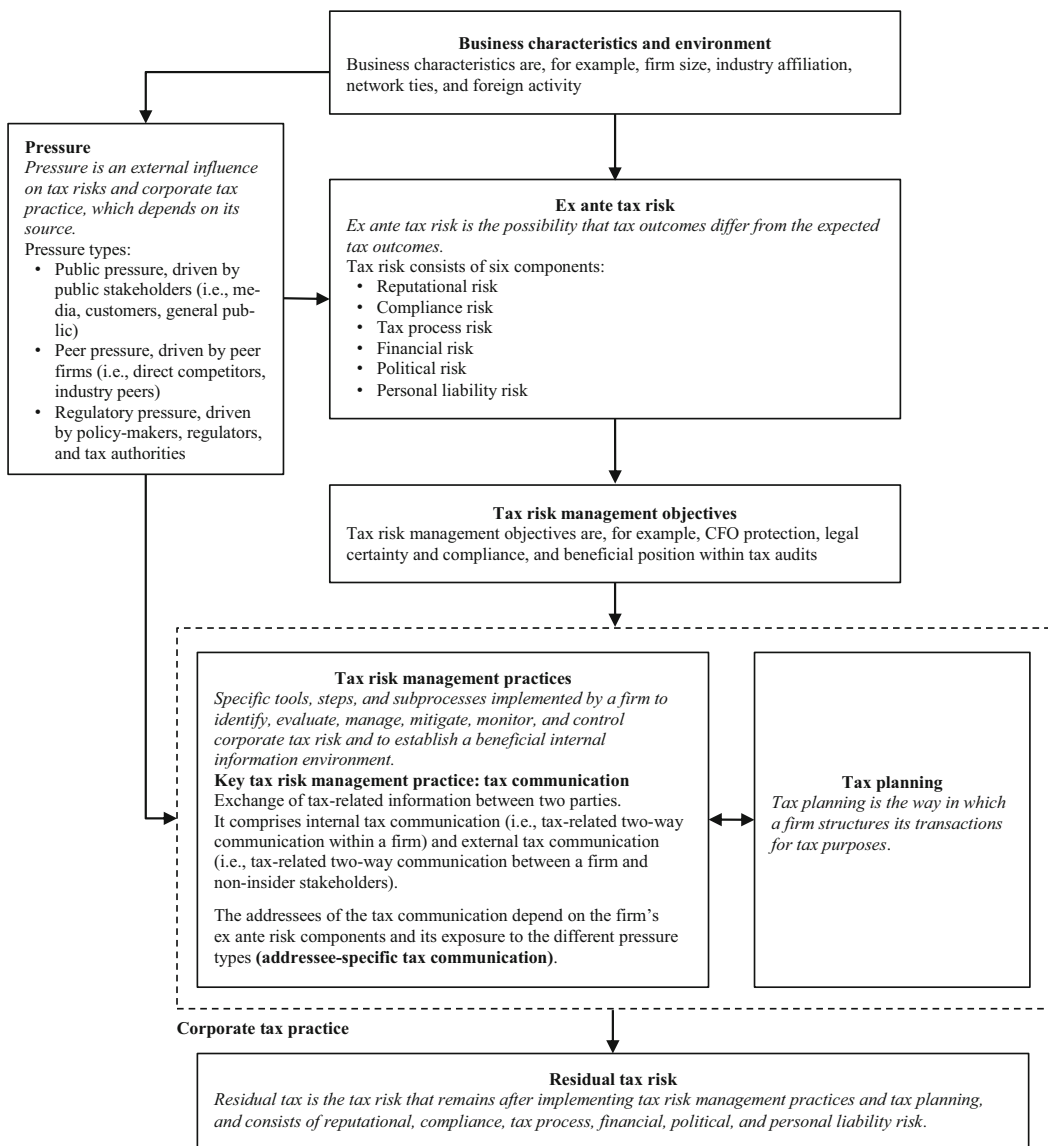 Business characteristics and environment
Business characteristics are, for example, firm size, industry affiliation,
network ties, and foreign activity
Pressure
Pressure is an external influence
on tax risks and corporate tax
practice, which depends on its
source.
Pressure types:
• Public pressure, driven by
public stakeholders (i.e., me-
dia, customers, general pub-
lic)
• Peer pressure, driven by peer
firms (i.e., direct competitors,
industry peers)
• Regulatory pressure, driven
by policy-makers, regulators,
and tax authorities
Ex ante tax risk
Ex ante tax risk is the possibility that tax outcomes differ from the expected
tax outcomes.
Tax risk consists of six components:
• Reputational risk
• Compliance risk
• Tax process risk
• Financial risk
• Political risk
• Personal liability risk
Tax risk management objectives
Tax risk management objectives are, for example, CFO protection, legal
certainty and compliance, and beneficial position within tax audits
Tax risk management practices
Specific tools, steps, and subprocesses implemented by a firm to
identify, evaluate, manage, mitigate, monitor, and control
corporate tax risk and to establish a beneficial internal
information environment.
Key tax risk management practice: tax communication
Exchange of tax-related information between two parties.
It comprises internal tax communication (i.e., tax-related two-way
communication within a firm) and external tax communication
(i.e., tax-related two-way communication between a firm and
non-insider stakeholders).
The addressees of the tax communication depend on the firm's
ex ante risk components and its exposure to the different pressure
types (addressee-specific tax communication).
Tax planning
Tax planning is the way in which
a firm structures its transactions
for tax purposes.
Corporate tax practice
Residual tax risk
Residual tax is the tax risk that remains after implementing tax risk management practices and tax planning,
and consists of reputational, compliance, tax process, financial, political, and personal liability risk.